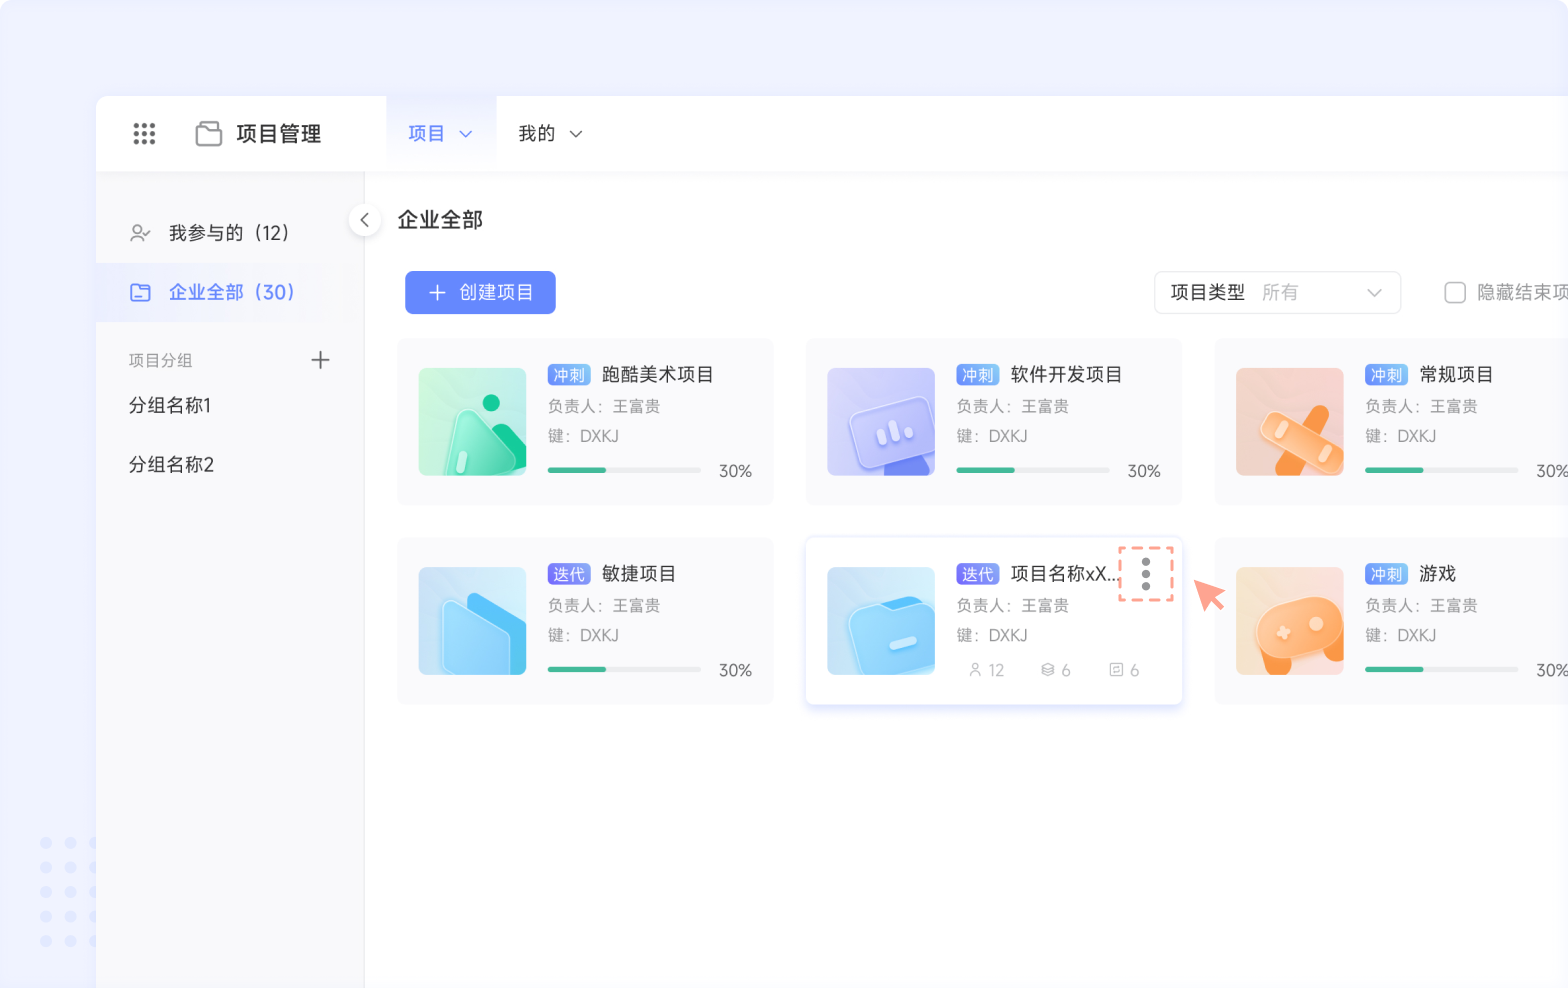 项目管理
项目
我的
我参与的（12）
企业全部（30）
项目分组
分组名称1
分组名称2
企业全部
创建项目
项目类型 所有
隐藏结束项
冲刺 跑酷美术项目
负责人：王富贵
键：DXKJ
30%
冲刺 软件开发项目
负责人：王富贵
键：DXKJ
30%
冲刺 常规项目
负责人：王富贵
键：DXKJ
30%
迭代 敏捷项目
负责人：王富贵
键：DXKJ
30%
迭代 项目名称xX...
负责人：王富贵
键：DXKJ
12 6 6
冲刺 游戏
负责人：王富贵
键：DXKJ
30%